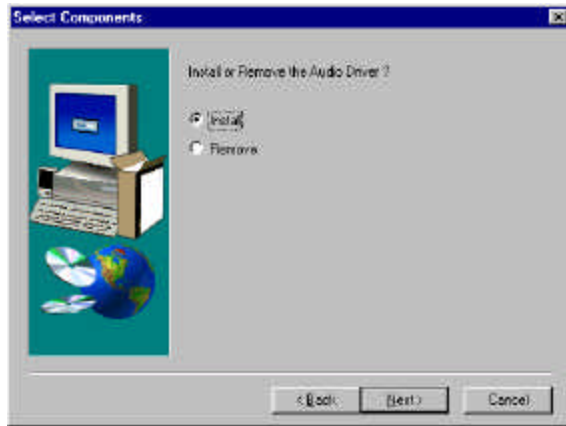 Select Components
Install or Remove the Audio Driver ?
Install
Remove
< Back
Next >
Cancel